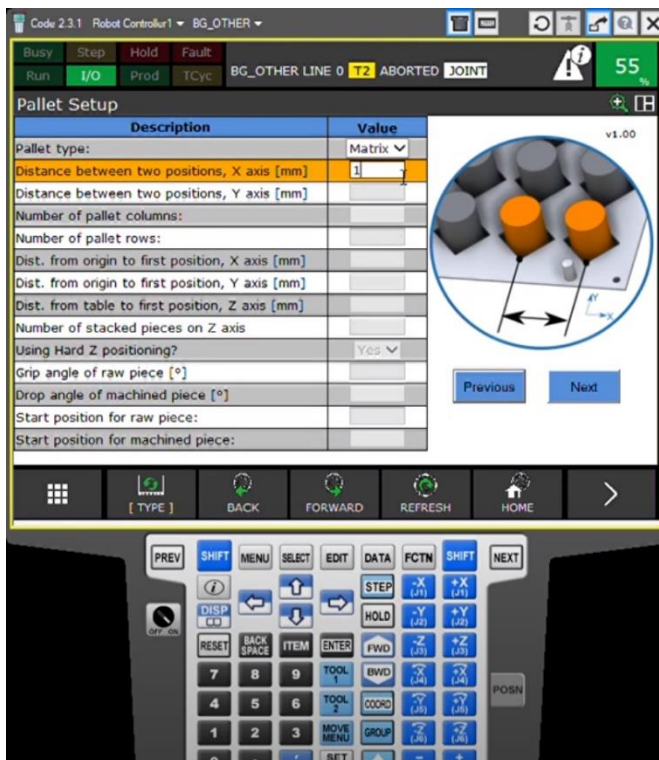 Code 2.3.1 Robot Controllur1 BG_OTHER
Busy Step Hold Fault
Run I/O Prod TCyc
BG_OTHER LINE 0 T2 ABORTED JOINT
55 %
Pallet Setup
Description Value
Pallet type: Matrix
Distance between two positions, X axis [mm] 1
Distance between two positions, Y axis [mm]
Number of pallet columns:
Number of pallet rows:
Dist. from origin to first position, X axis [mm]
Dist. from origin to first position, Y axis [mm]
Dist. from table to first position, Z axis [mm]
Number of stacked pieces on Z axis
Using Hard Z positioning? Yes
Grip angle of raw piece [°]
Drop angle of machined piece [°]
Start position for raw piece:
Start position for machined piece:
v1.00
Y
X
Previous Next
[ TYPE ] BACK FORWARD REFRESH HOME
PREV SHIFT MENU SELECT EDIT DATA FCTN SHIFT NEXT
i STEP -X (J1) +X (J1)
DISP HOLD -Y (J2) +Y (J2)
OFF ON
RESET BACK SPACE ITEM ENTER FWD -Z (J3) +Z (J3)
7 8 9 TOOL 1 BWD -X (J4) +X (J4)
4 5 6 TOOL 2 COORD -Y (J5) +Y (J5) POSN
1 2 3 MOVE MENU GROUP -Z (J6) +Z (J6)
SET